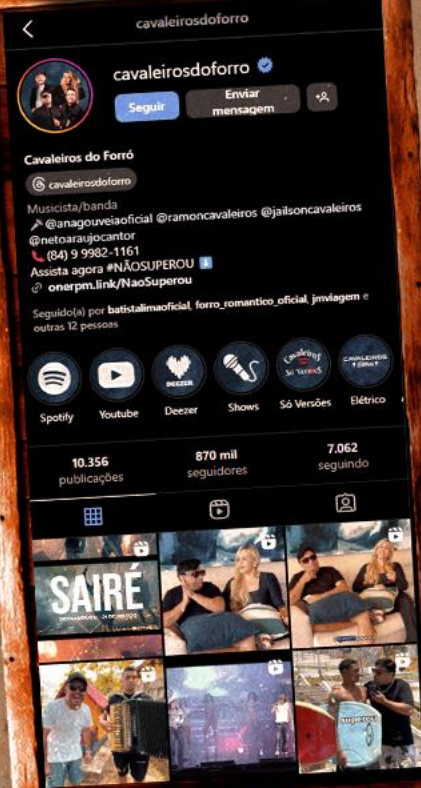 cavaleirosdoforro
cavaleirosdoforro
Seguir
Enviar
mensagem
Cavaleiros do Forró
cavaleirosdoforro
Musicista/banda
🎤 @anagouveiaoficial @ramoncavaleiros @jailsoncavaleiros
@netoaraujocantor
📞 (84) 9 9982-1161
Assista agora #NÃOSUPEROU ⬇️
onerpm.link/NaoSuperou
Seguido(a) por batistalimaoficial, forro_romantico_oficial, jmviagem e
outras 12 pessoas
DEEZER
Cavaleiros
Só Versões
CAVALEIROS
Spotify
Youtube
Deezer
Shows
Só Versões
Elétrico
10.356
publicações
870 mil
seguidores
7.062
seguindo
SAIRÉ
superou